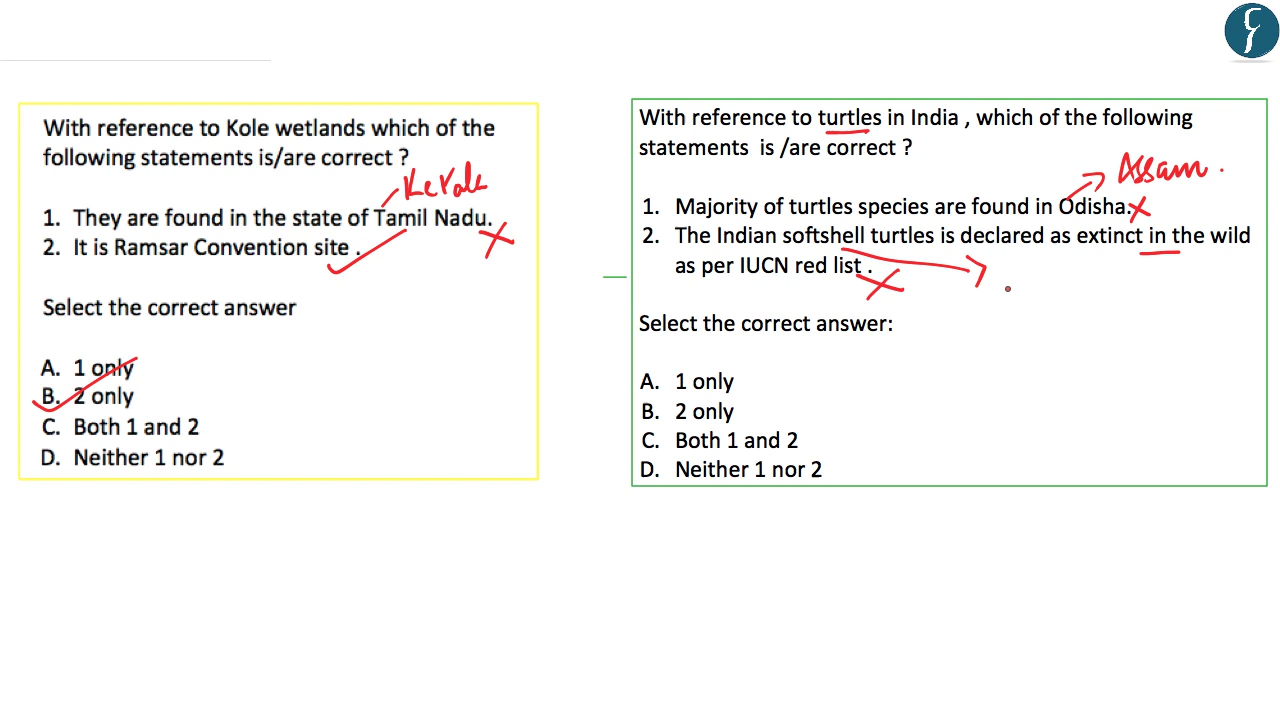 With reference to Kole wetlands which of the
following statements is/are correct ?
Kerala
1. They are found in the state of Tamil Nadu.
2. It is Ramsar Convention site .
Select the correct answer
A. 1 only
B. 2 only
C. Both 1 and 2
D. Neither 1 nor 2
With reference to turtles in India , which of the following
statements is /are correct ?
Assam .
1. Majority of turtles species are found in Odisha.
2. The Indian softshell turtles is declared as extinct in the wild
as per IUCN red list .
Select the correct answer:
A. 1 only
B. 2 only
C. Both 1 and 2
D. Neither 1 nor 2